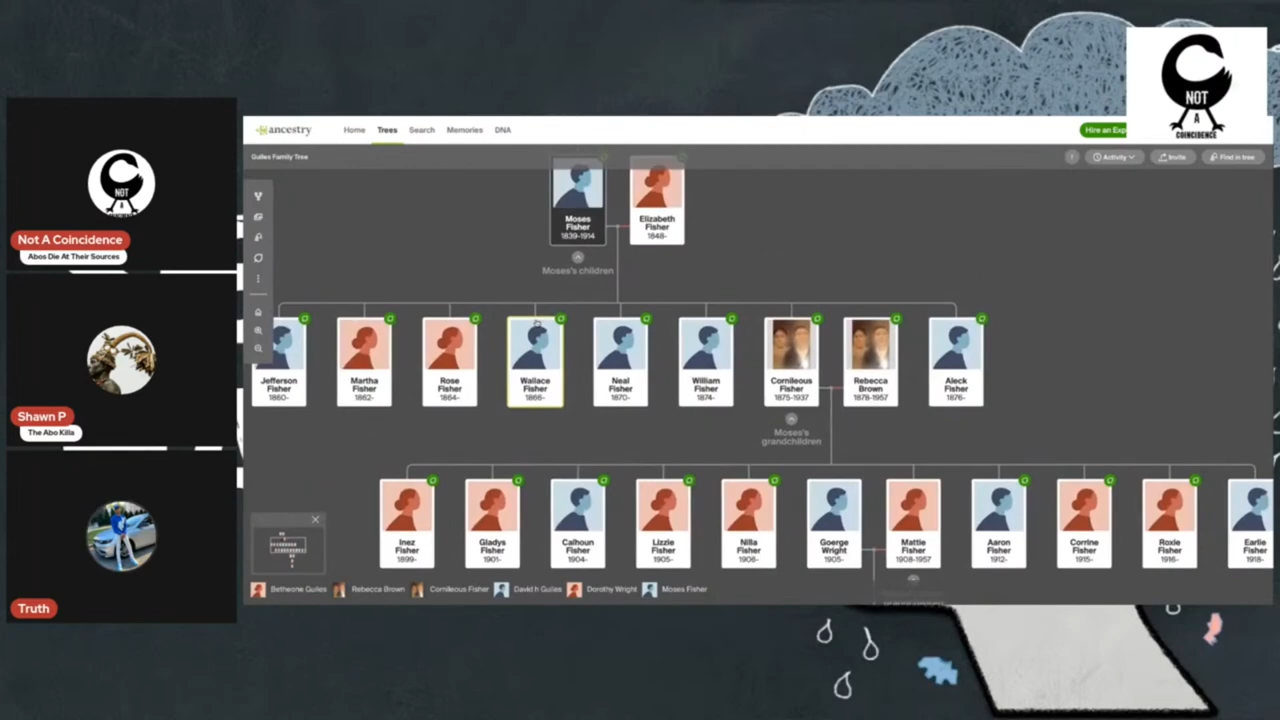 NOT
A
COINCIDENCE
NOT
A
Not A Coincidence
Abos Die At Their Sources
Shawn P
The Abo Killa
Truth
ancestry
Home
Trees
Search
Memories
DNA
Hire an Exp
Guiles Family Tree
Activity
Invite
Find in tree
Moses
Fisher
1839-1914
Elizabeth
Fisher
1848-
Moses's children
Jefferson
Fisher
1860-
Martha
Fisher
1862-
Rose
Fisher
1864-
Wallace
Fisher
1866-
Neal
Fisher
1870-
William
Fisher
1874-
Cornileous
Fisher
1875-1937
Rebecca
Brown
1878-1957
Aleck
Fisher
1876-
Moses's
grandchildren
Inez
Fisher
1899-
Gladys
Fisher
1901-
Calhoun
Fisher
1904-
Lizzie
Fisher
1905-
Nilla
Fisher
1906-
Goerge
Wright
1905-
Mattie
Fisher
1908-1957
Aaron
Fisher
1912-
Corrine
Fisher
1915-
Roxie
Fisher
1916-
Earlie
Fisher
1918-
Betheone Guiles
Rebecca Brown
Cornileous Fisher
David h Guiles
Dorothy Wright
Moses Fisher